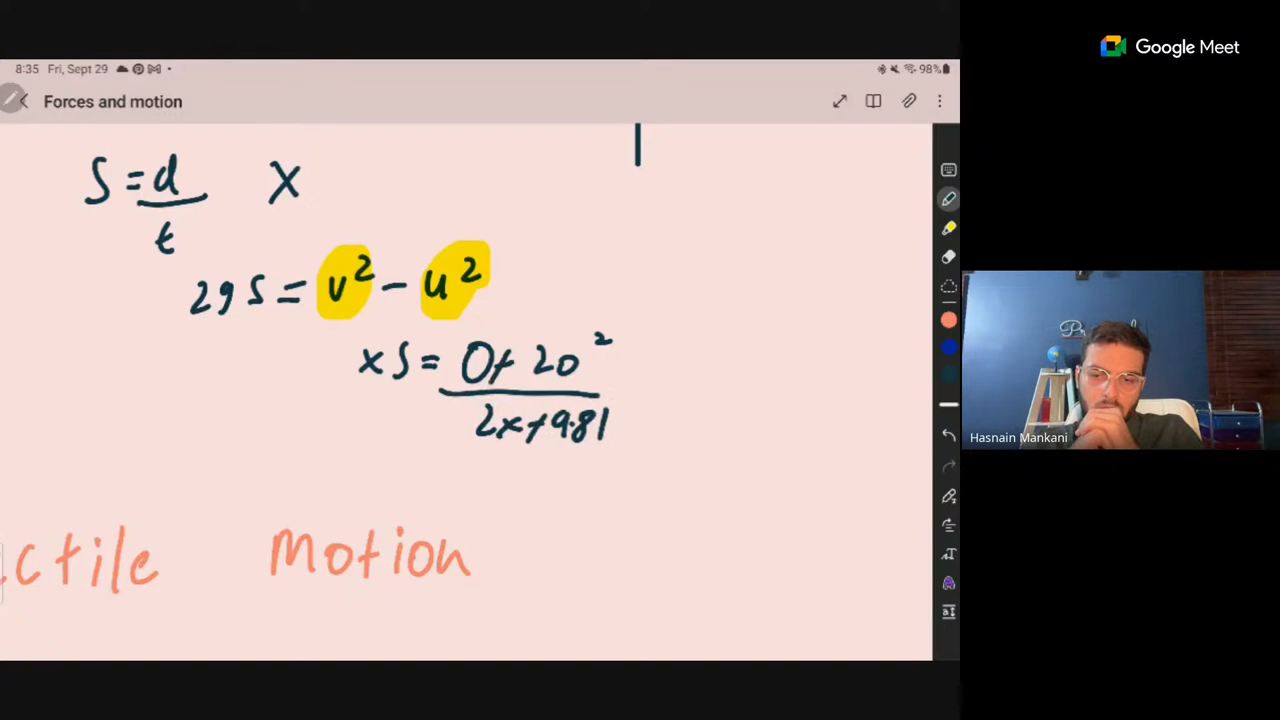 Google Meet
8:35 Fri, Sept 29
98%
Forces and motion
S = d/t X
2gs = v² - u²
x S = 0+ 20²
2x+9.81
ctile Motion
Hasnain Mankani